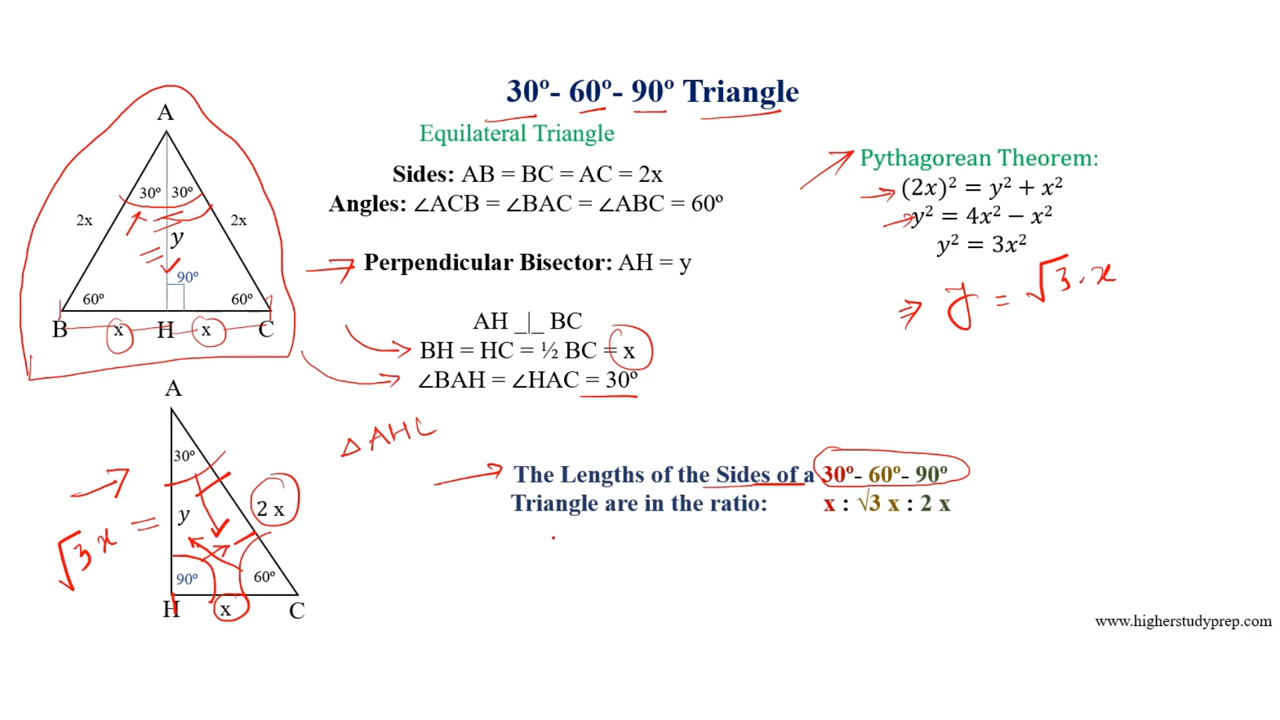 30º- 60º- 90º Triangle
Equilateral Triangle
Sides: AB = BC = AC = 2x
Angles: ∠ACB = ∠BAC = ∠ABC = 60º
Perpendicular Bisector: AH = y
AH _|_ BC
BH = HC = ½ BC = x
∠BAH = ∠HAC = 30º
Pythagorean Theorem:
(2x)² = y² + x²
y² = 4x² − x²
y² = 3x²
⇒ y = √3 · x
A
30º 30º
2x 2x
y
90º
60º 60º
B x H x C
A
30º
√3 x = y
2 x
90º 60º
H x C
△ AHC
The Lengths of the Sides of a 30º- 60º- 90º
Triangle are in the ratio: x : √3 x : 2 x
www.higherstudyprep.com